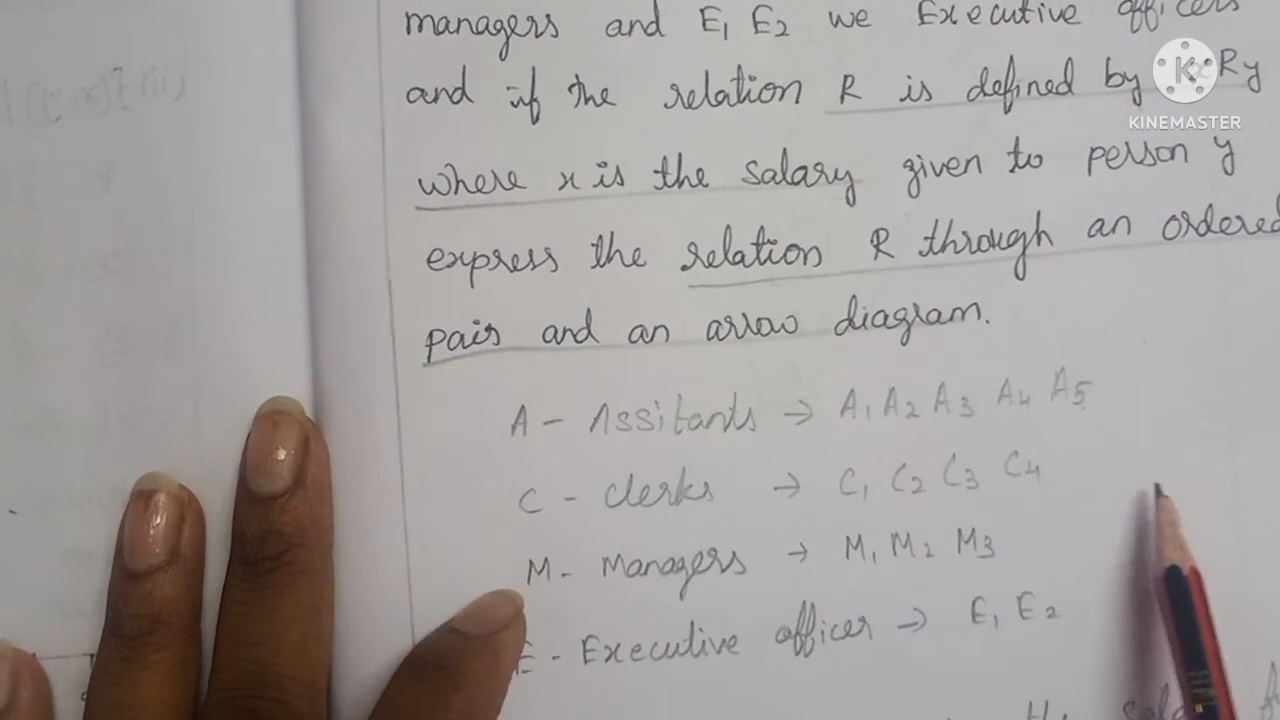 managers and E1 E2 we Executive officers
and if the relation R is defined by xRy
where x is the salary given to person y
express the relation R through an ordered
pair and an arrow diagram.
A - Assitants → A1 A2 A3 A4 A5
C - clerks → C1 C2 C3 C4
M - Managers → M1 M2 M3
E - Executive officer → E1 E2
KINEMASTER